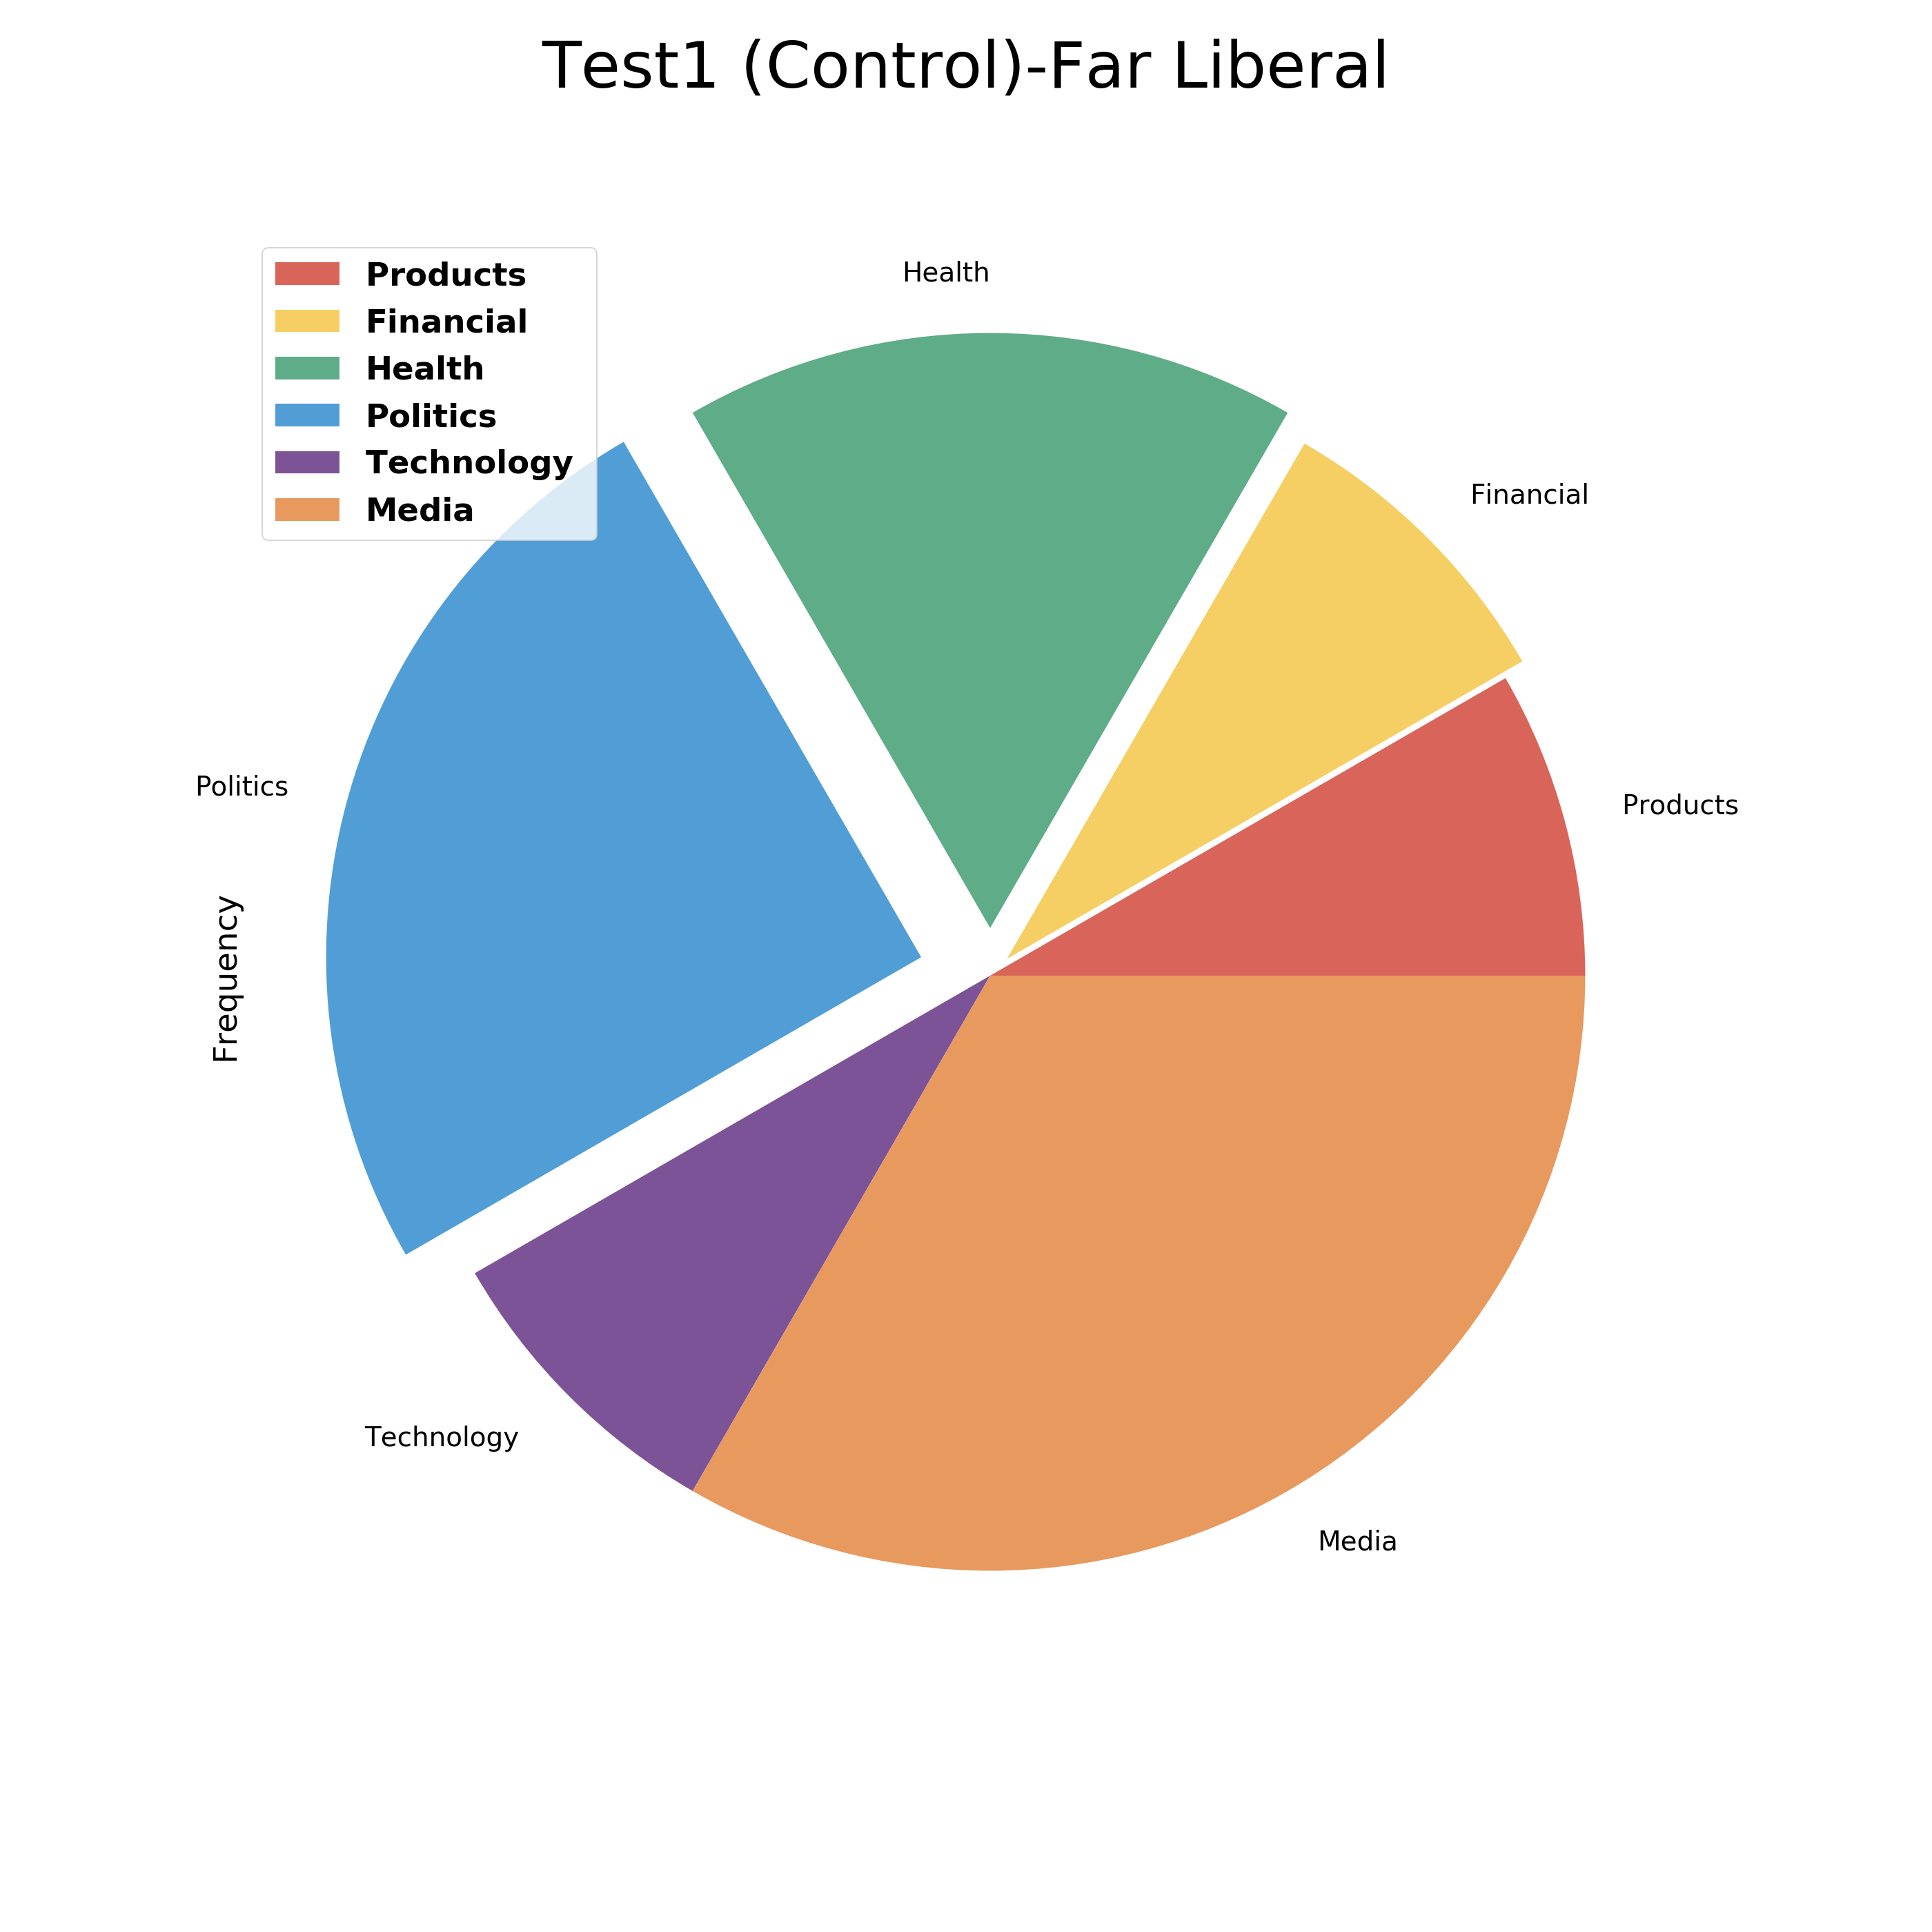 Test1 (Control)-Far Liberal
Products
Financial
Health
Politics
Technology
Media
Health
Financial
Products
Politics
Frequency
Technology
Media